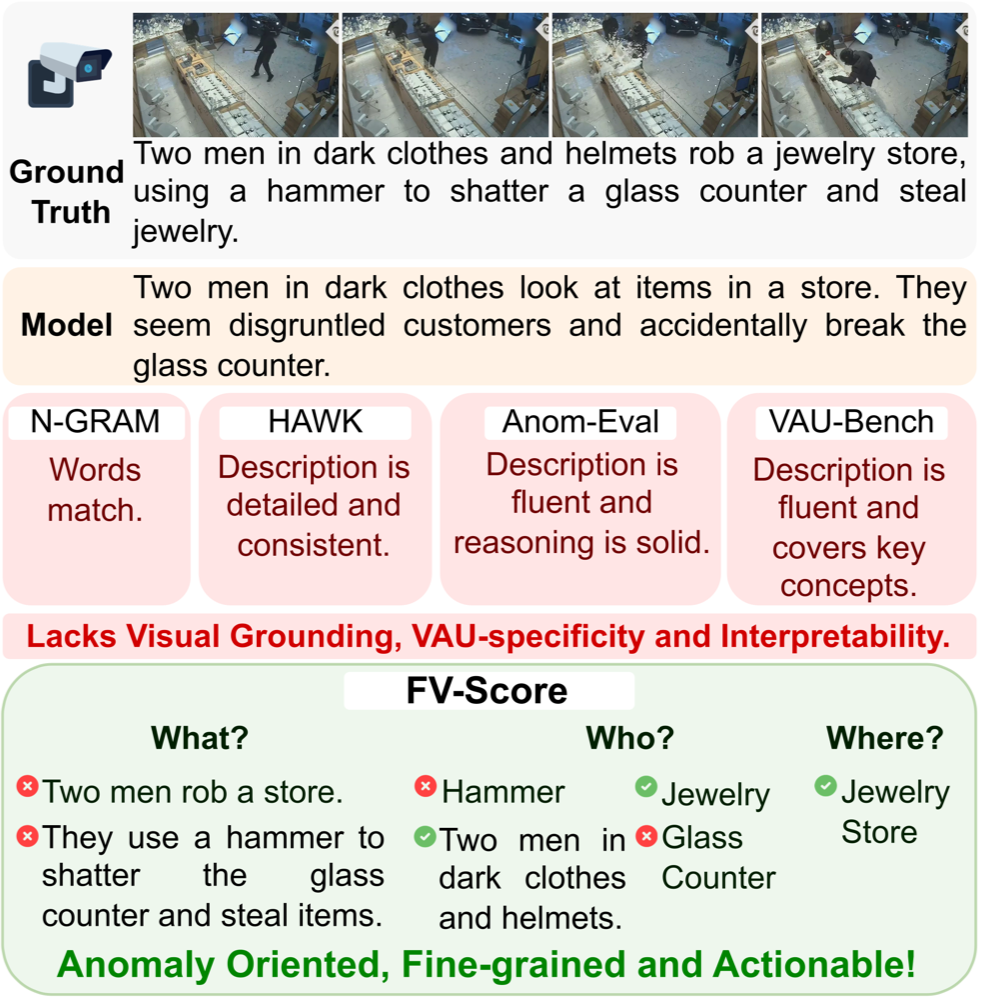 Ground
Truth
Two men in dark clothes and helmets rob a jewelry store,
using a hammer to shatter a glass counter and steal
jewelry.
Model
Two men in dark clothes look at items in a store. They
seem disgruntled customers and accidentally break the
glass counter.
N-GRAM
Words
match.
HAWK
Description is
detailed and
consistent.
Anom-Eval
Description is
fluent and
reasoning is solid.
VAU-Bench
Description is
fluent and
covers key
concepts.
Lacks Visual Grounding, VAU-specificity and Interpretability.
FV-Score
What?
Two men rob a store.
They use a hammer to
shatter the glass
counter and steal items.
Who?
Hammer
Two men in
dark clothes
and helmets.
Jewelry
Glass
Counter
Where?
Jewelry
Store
Anomaly Oriented, Fine-grained and Actionable!